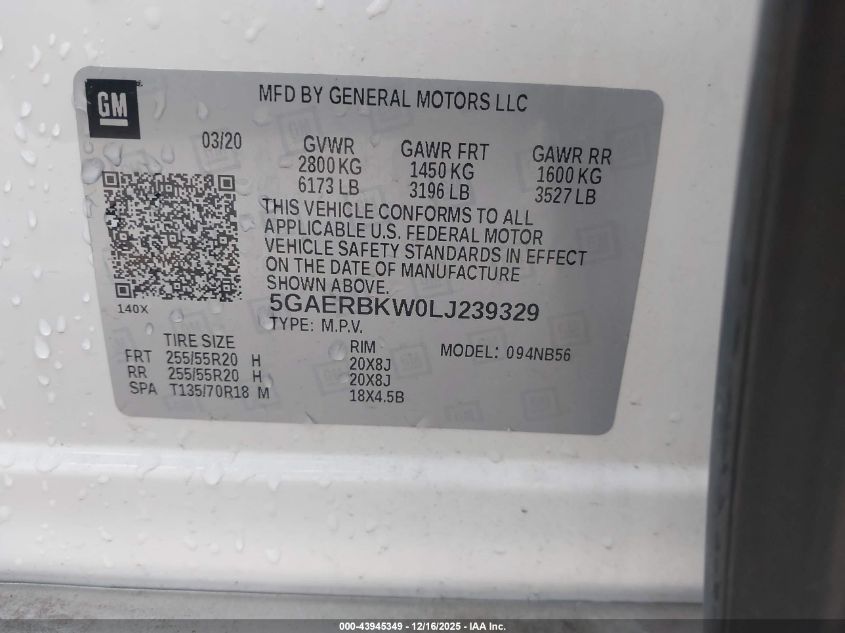 GM
MFD BY GENERAL MOTORS LLC
03/20
GVWR GAWR FRT GAWR RR
2800 KG 1450 KG 1600 KG
6173 LB 3196 LB 3527 LB
THIS VEHICLE CONFORMS TO ALL
APPLICABLE U.S. FEDERAL MOTOR
VEHICLE SAFETY STANDARDS IN EFFECT
ON THE DATE OF MANUFACTURE
SHOWN ABOVE.
140X
5GAERBKW0LJ239329
TYPE: M.P.V.
TIRE SIZE RIM MODEL: 094NB56
FRT 255/55R20 H 20X8J
RR 255/55R20 H 20X8J
SPA T135/70R18 M 18X4.5B
000-43945349 - 12/16/2025 - IAA Inc.